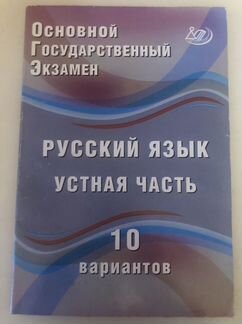 Основной
Государственный
Экзамен
РУССКИЙ ЯЗЫК
УСТНАЯ ЧАСТЬ
10
вариантов